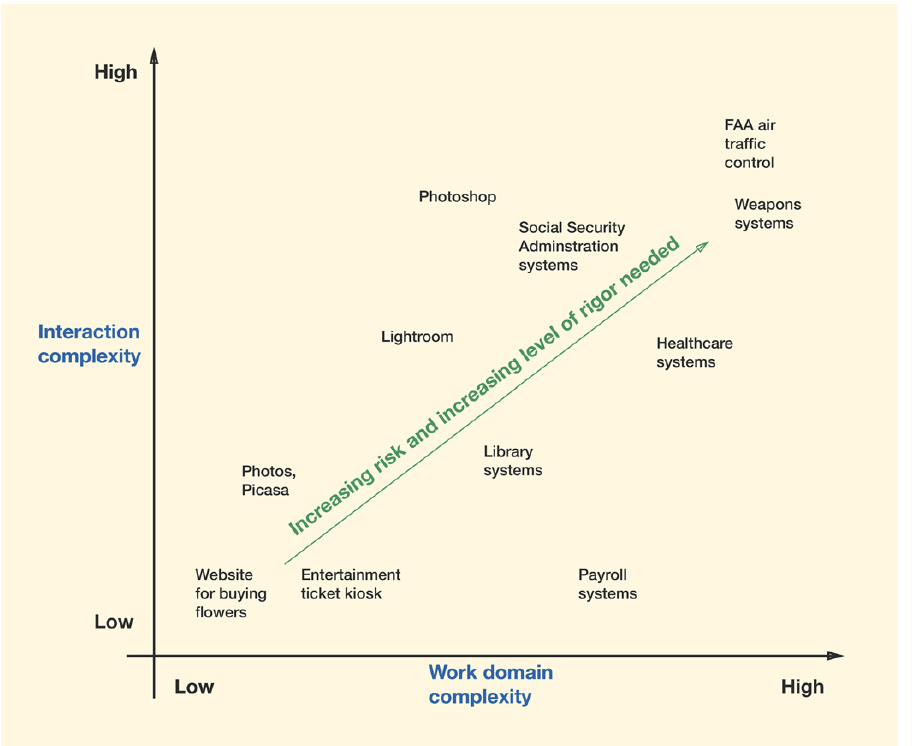 High
FAA air
traffic
control
Photoshop
Weapons
systems
Social Security
Adminstration
systems
Increasing risk and increasing level of rigor needed
Interaction
complexity
Lightroom
Healthcare
systems
Library
systems
Photos,
Picasa
Website
for buying
flowers
Entertainment
ticket kiosk
Payroll
systems
Low
Low
Work domain
complexity
High